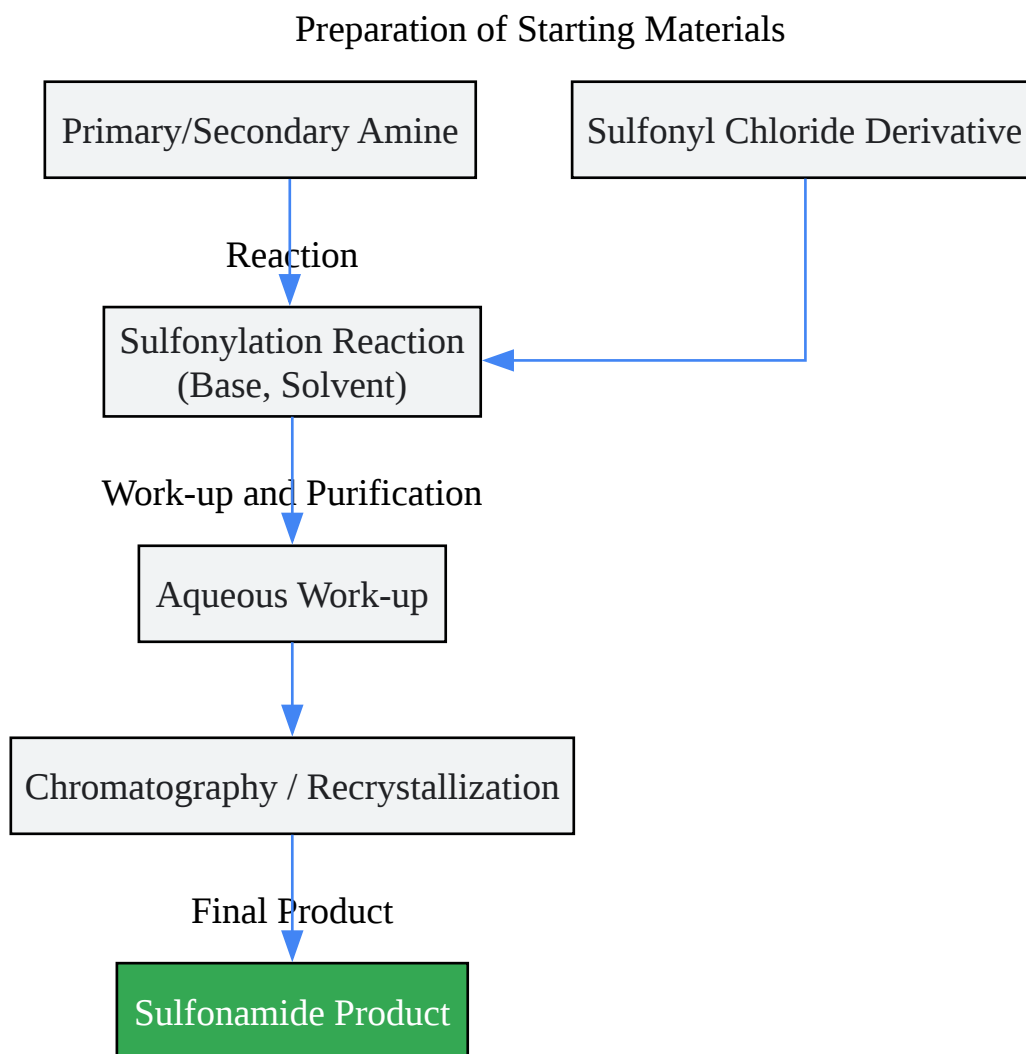 Preparation of Starting Materials
Primary/Secondary Amine
Sulfonyl Chloride Derivative
Reaction
Sulfonylation Reaction
(Base, Solvent)
Work-up and Purification
Aqueous Work-up
Chromatography / Recrystallization
Final Product
Sulfonamide Product